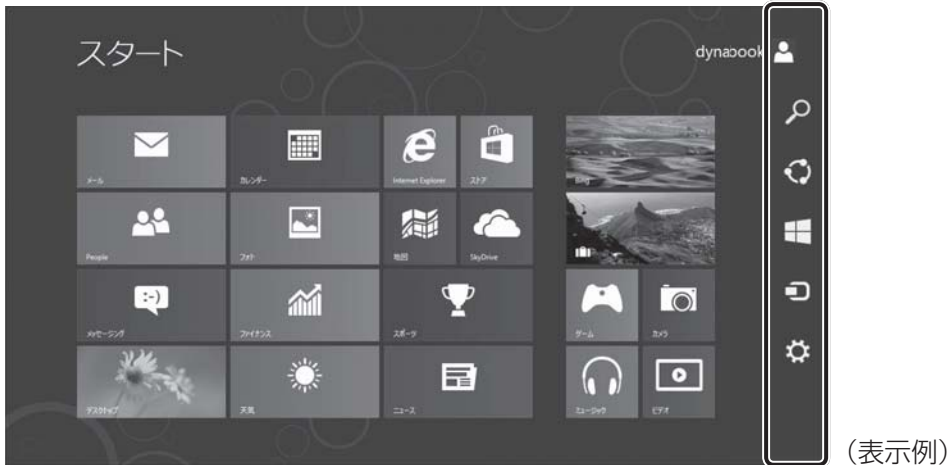 スタート
dynabook
メール
カレンダー
Internet Explorer
ストア
Bing
People
フォト
地図
SkyDrive
メッセージング
ファイナンス
スポーツ
ゲーム
カメラ
デスクトップ
天気
ニュース
ミュージック
ビデオ
(表示例)